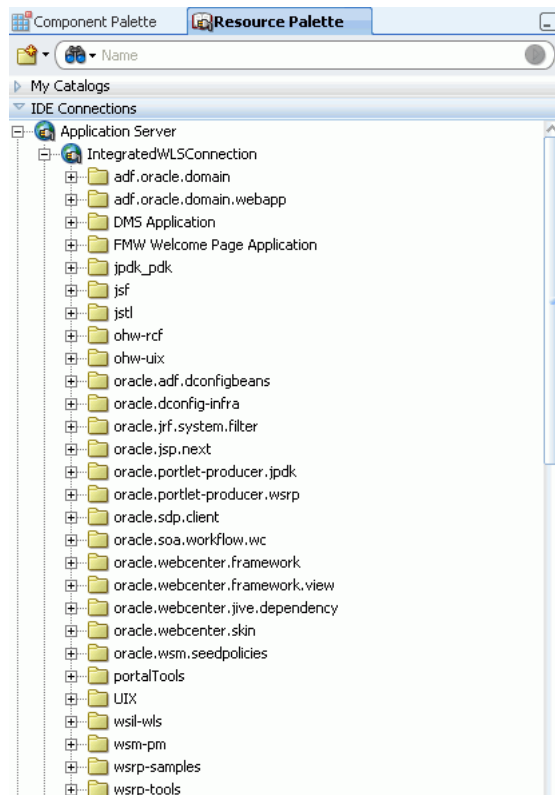 Component Palette Resource Palette
Name
My Catalogs
IDE Connections
Application Server
IntegratedWLSConnection
adf.oracle.domain
adf.oracle.domain.webapp
DMS Application
FMW Welcome Page Application
jpdk_pdk
jsf
jstl
ohw-rcf
ohw-uix
oracle.adf.dconfigbeans
oracle.dconfig-infra
oracle.jrf.system.filter
oracle.jsp.next
oracle.portlet-producer.jpdk
oracle.portlet-producer.wsrp
oracle.sdp.client
oracle.soa.workflow.wc
oracle.webcenter.framework
oracle.webcenter.framework.view
oracle.webcenter.jive.dependency
oracle.webcenter.skin
oracle.wsm.seedpolicies
portalTools
UIX
wsil-wls
wsm-pm
wsrp-samples
wsrp-tools